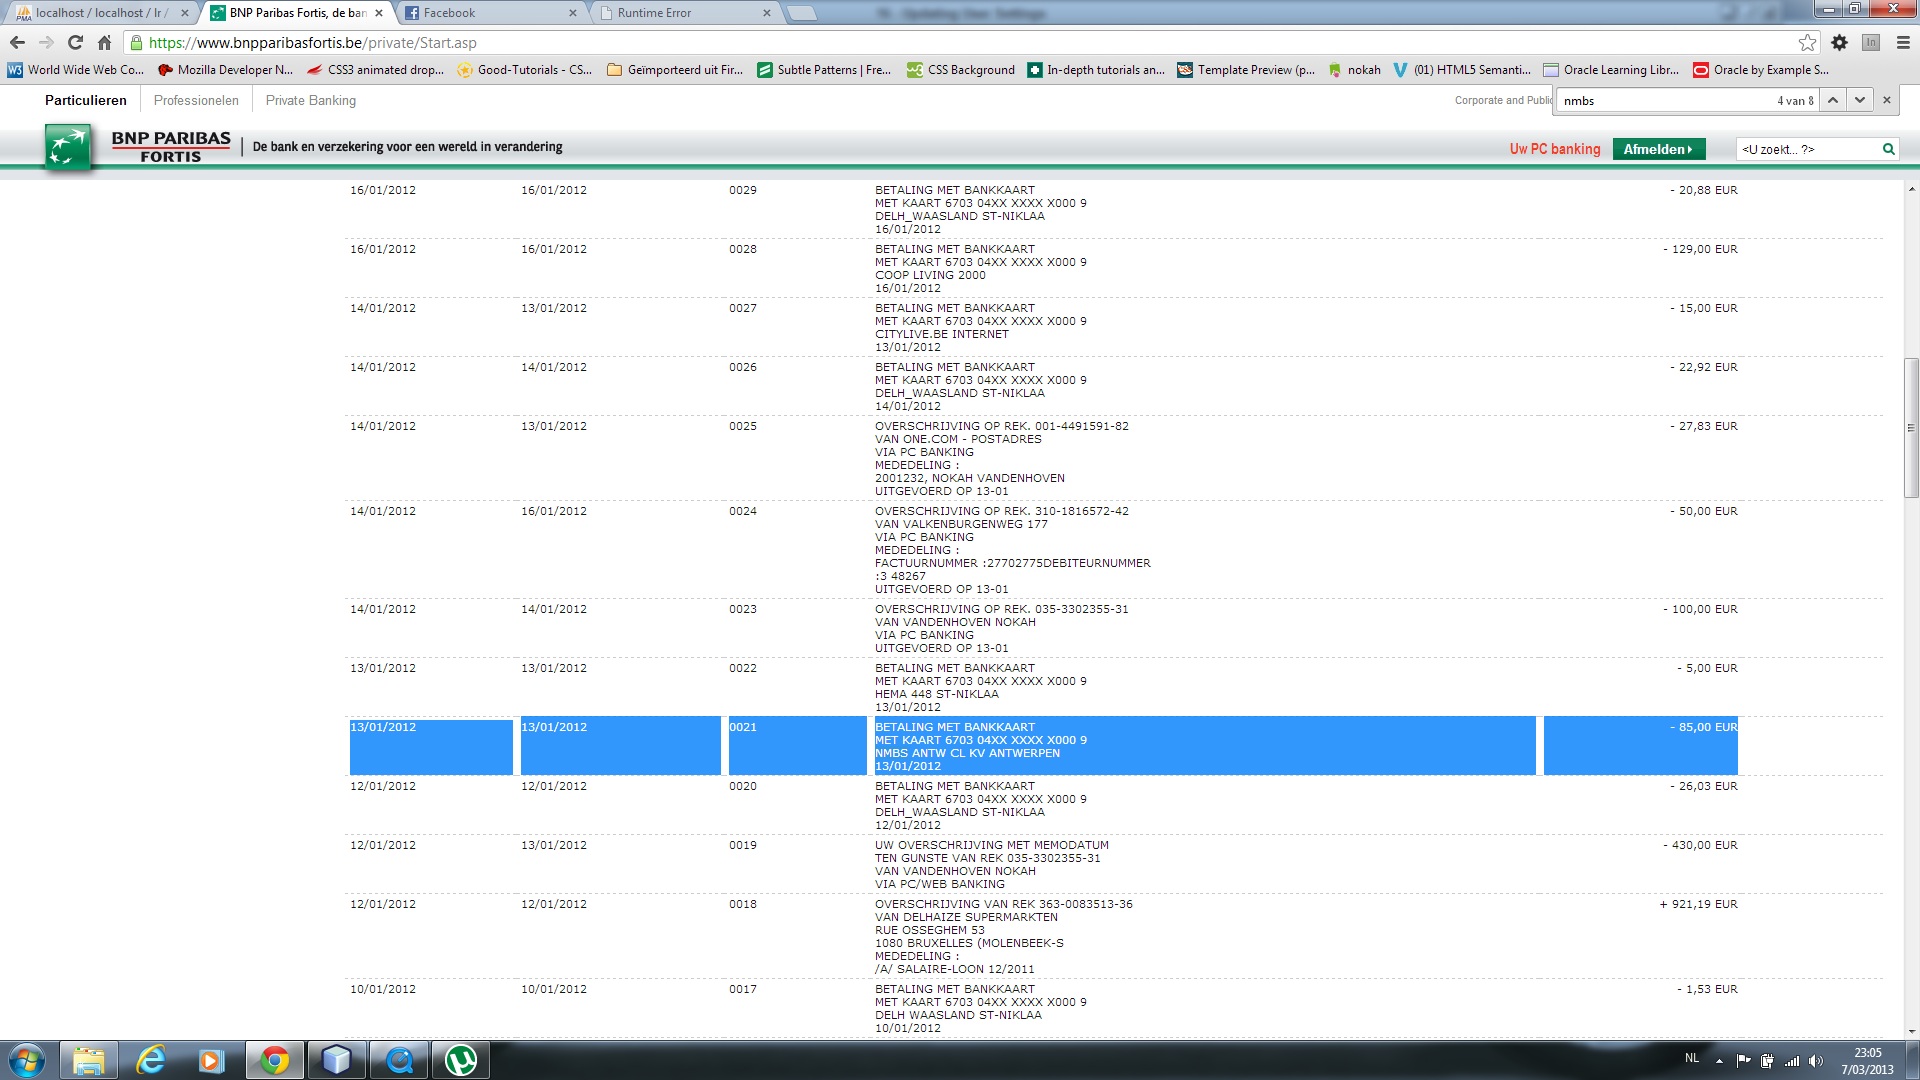 localhost / localhost / lr /
BNP Paribas Fortis, de ban
Facebook
Runtime Error
https://www.bnpparibasfortis.be/private/Start.asp
World Wide Web Co...
Mozilla Developer N...
CSS3 animated drop...
Good-Tutorials - CS...
Geïmporteerd uit Fir...
Subtle Patterns | Fre...
CSS Background
In-depth tutorials an...
Template Preview (p...
nokah
(01) HTML5 Semanti...
Oracle Learning Libr...
Oracle by Example S...
Particulieren
Professionelen
Private Banking
Corporate and Public
nmbs
4 van 8
BNP PARIBAS
FORTIS
De bank en verzekering voor een wereld in verandering
Uw PC banking
Afmelden
<U zoekt... ?>
16/01/2012 16/01/2012 0029 BETALING MET BANKKAART - 20,88 EUR
MET KAART 6703 04XX XXXX X000 9
DELH_WAASLAND ST-NIKLAA
16/01/2012
16/01/2012 16/01/2012 0028 BETALING MET BANKKAART - 129,00 EUR
MET KAART 6703 04XX XXXX X000 9
COOP LIVING 2000
16/01/2012
14/01/2012 13/01/2012 0027 BETALING MET BANKKAART - 15,00 EUR
MET KAART 6703 04XX XXXX X000 9
CITYLIVE.BE INTERNET
13/01/2012
14/01/2012 14/01/2012 0026 BETALING MET BANKKAART - 22,92 EUR
MET KAART 6703 04XX XXXX X000 9
DELH_WAASLAND ST-NIKLAA
14/01/2012
14/01/2012 13/01/2012 0025 OVERSCHRIJVING OP REK. 001-4491591-82 - 27,83 EUR
VAN ONE.COM - POSTADRES
VIA PC BANKING
MEDEDELING :
2001232, NOKAH VANDENHOVEN
UITGEVOERD OP 13-01
14/01/2012 16/01/2012 0024 OVERSCHRIJVING OP REK. 310-1816572-42 - 50,00 EUR
VAN VALKENBURGENWEG 177
VIA PC BANKING
MEDEDELING :
FACTUURNUMMER :27702775DEBITEURNUMMER
:3 48267
UITGEVOERD OP 13-01
14/01/2012 14/01/2012 0023 OVERSCHRIJVING OP REK. 035-3302355-31 - 100,00 EUR
VAN VANDENHOVEN NOKAH
VIA PC BANKING
UITGEVOERD OP 13-01
13/01/2012 13/01/2012 0022 BETALING MET BANKKAART - 5,00 EUR
MET KAART 6703 04XX XXXX X000 9
HEMA 448 ST-NIKLAA
13/01/2012
13/01/2012 13/01/2012 0021 BETALING MET BANKKAART - 85,00 EUR
MET KAART 6703 04XX XXXX X000 9
NMBS ANTW CL KV ANTWERPEN
13/01/2012
12/01/2012 12/01/2012 0020 BETALING MET BANKKAART - 26,03 EUR
MET KAART 6703 04XX XXXX X000 9
DELH_WAASLAND ST-NIKLAA
12/01/2012
12/01/2012 13/01/2012 0019 UW OVERSCHRIJVING MET MEMODATUM - 430,00 EUR
TEN GUNSTE VAN REK 035-3302355-31
VAN VANDENHOVEN NOKAH
VIA PC/WEB BANKING
12/01/2012 12/01/2012 0018 OVERSCHRIJVING VAN REK 363-0083513-36 + 921,19 EUR
VAN DELHAIZE SUPERMARKTEN
RUE OSSEGHEM 53
1080 BRUXELLES (MOLENBEEK-S
MEDEDELING :
/A/ SALAIRE-LOON 12/2011
10/01/2012 10/01/2012 0017 BETALING MET BANKKAART - 1,53 EUR
MET KAART 6703 04XX XXXX X000 9
DELH WAASLAND ST-NIKLAA
10/01/2012
NL
23:05
7/03/2013